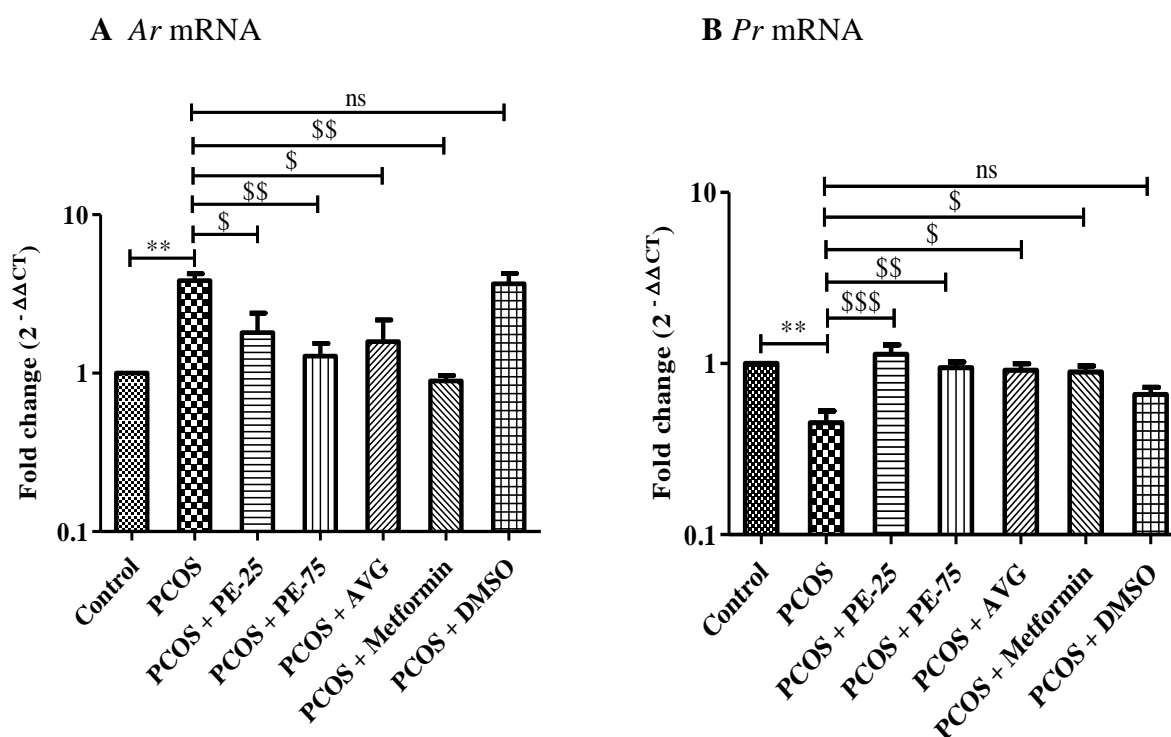 A Ar mRNA
ns
$$
$
$$
$
**
10
1
0.1
Fold change (2 - ΔΔCT)
Control
PCOS
PCOS + PE-25
PCOS + PE-75
PCOS + AVG
PCOS + Metformin
PCOS + DMSO
B Pr mRNA
ns
$
$
$$
$$$
**
10
1
0.1
Fold change (2 - ΔΔCT)
Control
PCOS
PCOS + PE-25
PCOS + PE-75
PCOS + AVG
PCOS + Metformin
PCOS + DMSO